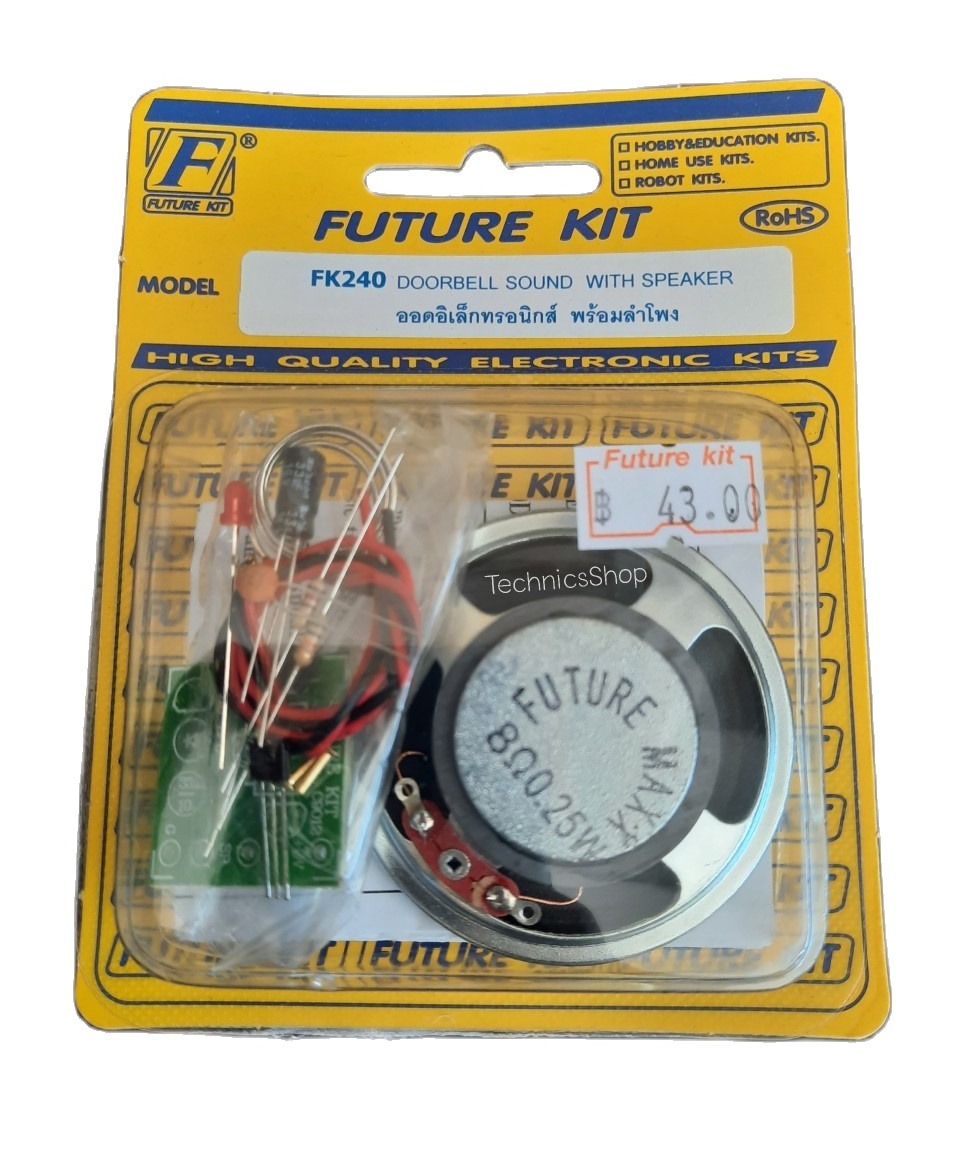 F®
FUTURE KIT
HOBBY&EDUCATION KITS.
HOME USE KITS.
ROBOT KITS.
FUTURE KIT
RoHS
MODEL
FK240 DOORBELL SOUND WITH SPEAKER
ออดอิเล็กทรอนิกส์ พร้อมลำโพง
HIGH QUALITY ELECTRONIC KITS
Future kit
฿ 43.00
TechnicsShop
FUTURE MAXX
8Ω0.25W
FUTURE